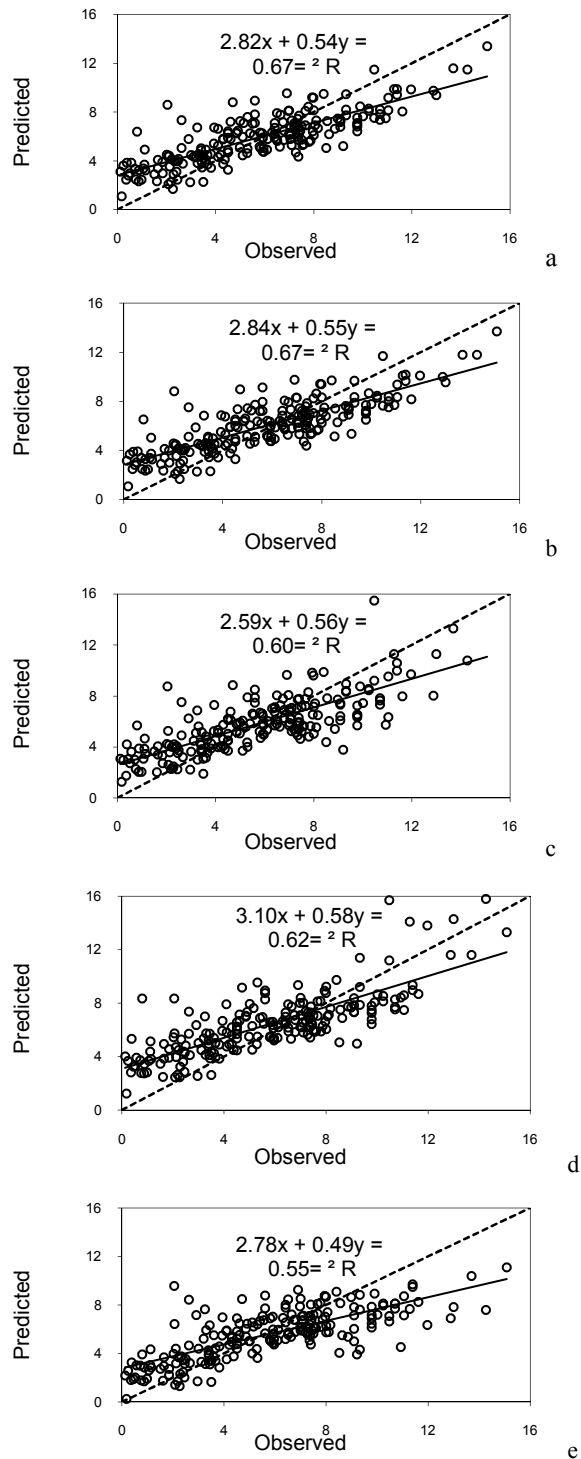 16
2.82x + 0.54y =
0.67= ² R
12
8
4
0
Predicted
0 4 8 12 16
Observed
a
16
2.84x + 0.55y =
0.67= ² R
12
8
4
0
Predicted
0 4 8 12 16
Observed
b
16
2.59x + 0.56y =
0.60= ² R
12
8
4
0
Predicted
0 4 8 12 16
Observed
c
16
3.10x + 0.58y =
0.62= ² R
12
8
4
0
Predicted
0 4 8 12 16
Observed
d
16
2.78x + 0.49y =
0.55= ² R
12
8
4
0
Predicted
0 4 8 12 16
Observed
e